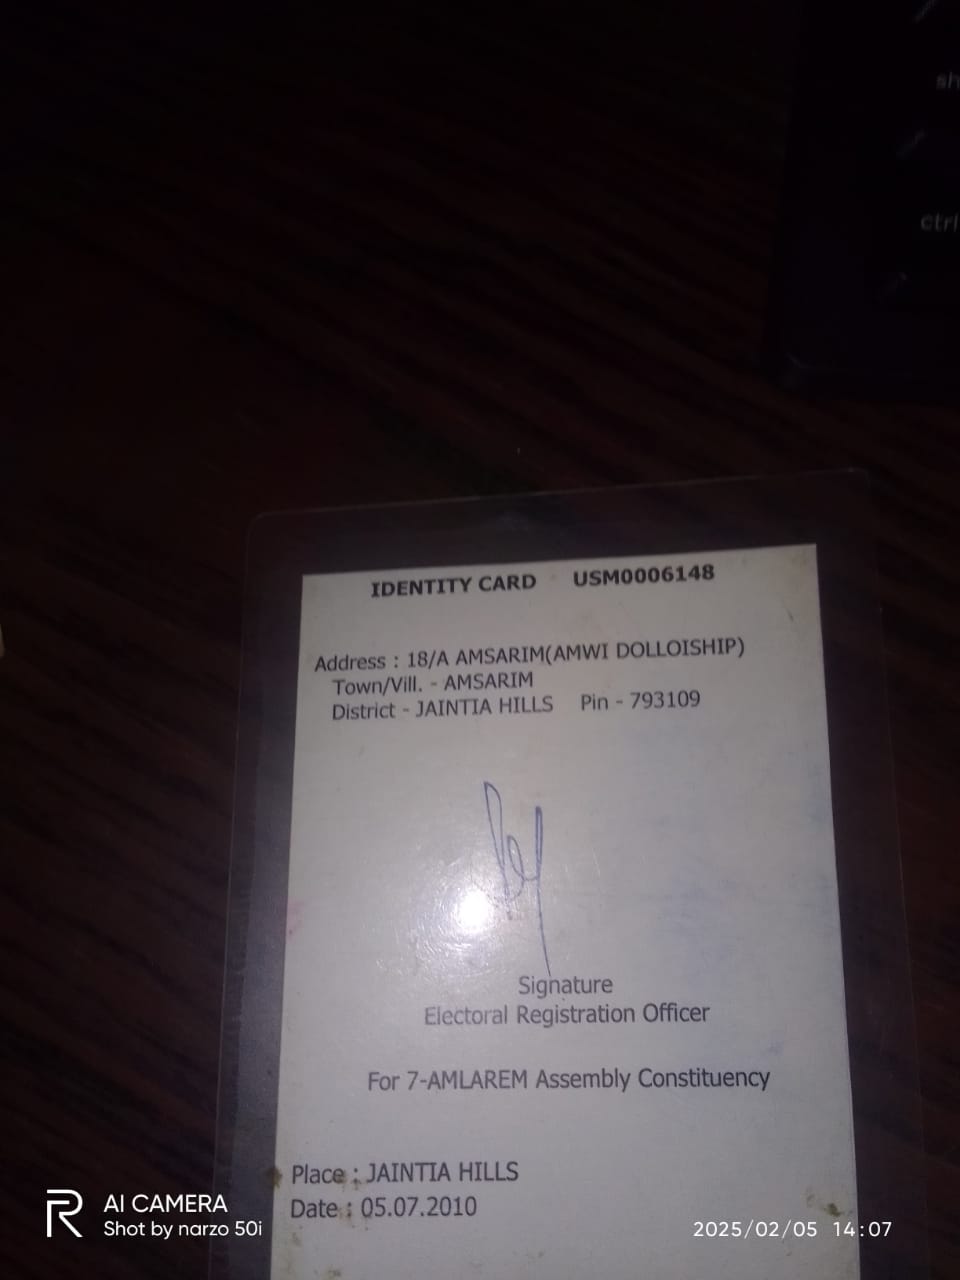 sh
ctrl
IDENTITY CARD USM0006148
Address : 18/A AMSARIM(AMWI DOLLOISHIP)
Town/Vill. - AMSARIM
District - JAINTIA HILLS Pin - 793109
Signature
Electoral Registration Officer
For 7-AMLAREM Assembly Constituency
Place : JAINTIA HILLS
Date : 05.07.2010
AI CAMERA
Shot by narzo 50i
2025/02/05 14:07